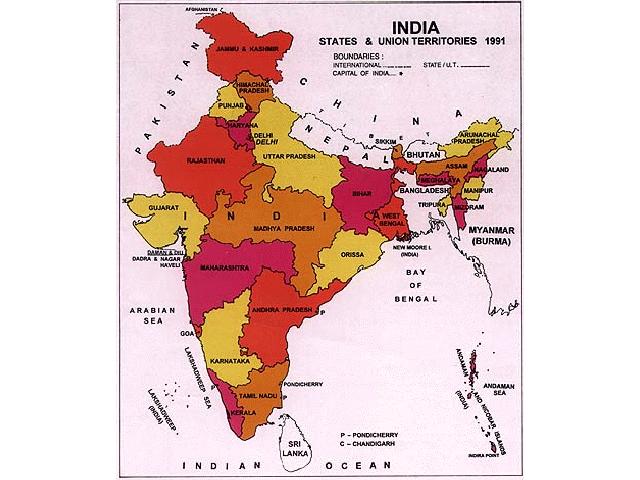 AFGHANISTAN
INDIA
STATES & UNION TERRITORIES 1991
BOUNDARIES :
INTERNATIONAL
STATE / U.T.
CAPITAL OF INDIA.... *
JAMMU & KASHMIR
PAKISTAN
CHINA
HIMACHAL
PRADESH
PUNJAB
HARYANA
DELHI
DELHI
NEPAL
SIKKIM
BHUTAN
ARUNACHAL
PRADESH
RAJASTHAN
UTTAR PRADESH
ASSAM
NAGALAND
MEGHALAYA
BIHAR
BANGLADESH
MANIPUR
GUJARAT
INDIA
WEST
BENGAL
TIRIPURA
MIZORAM
MADHYA PRADESH
MYANMAR
(BURMA)
NEW MOORE I.
(INDIA)
DAMAN & DIU
DADRA & NAGAR
HAVELI
ORISSA
MAHARASHTRA
BAY
OF
BENGAL
ARABIAN
SEA
ANDHRA PRADESH
P
GOA
KARNATAKA
LAKSHADWEEP SEA
PONDICHERRY
P
TAMIL NADU
KERALA
LAKSHADWEEP
(INDIA)
SRI
LANKA
ANDAMAN
AND NICOBAR ISLANDS
(INDIA)
ANDAMAN
SEA
INDIRA POINT
P – PONDICHERRY
C – CHANDIGARH
INDIAN OCEAN